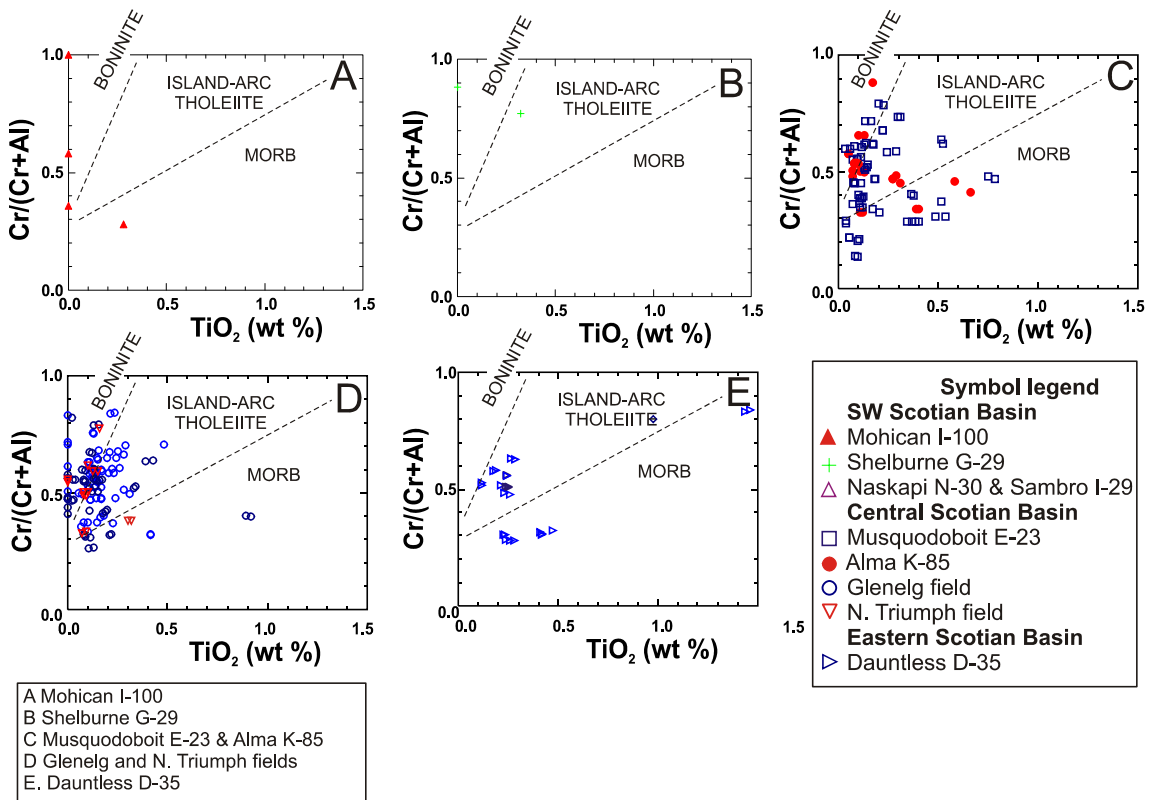 A
BONINITE
ISLAND-ARC
THOLEIITE
MORB
1.0
0.5
0.0
Cr/(Cr+Al)
0.0
0.5
1.0
1.5
TiO2 (wt %)
B
BONINITE
ISLAND-ARC
THOLEIITE
MORB
1.0
0.5
0.0
Cr/(Cr+Al)
0.0
0.5
1.0
1.5
TiO2 (wt %)
C
BONINITE
ISLAND-ARC
THOLEIITE
MORB
1.0
0.5
0.0
Cr/(Cr+Al)
0.0
0.5
1.0
1.5
TiO2 (wt %)
D
BONINITE
ISLAND-ARC
THOLEIITE
MORB
1.0
0.5
0.0
Cr/(Cr+Al)
0.0
0.5
1.0
1.5
TiO2 (wt %)
E
BONINITE
ISLAND-ARC
THOLEIITE
MORB
1.0
0.5
0.0
Cr/(Cr+Al)
0.0
0.5
1.0
1.5
TiO2 (wt %)
1.5
Symbol legend
SW Scotian Basin
Mohican I-100
Shelburne G-29
Naskapi N-30 & Sambro I-29
Central Scotian Basin
Musquodoboit E-23
Alma K-85
Glenelg field
N. Triumph field
Eastern Scotian Basin
Dauntless D-35
A Mohican I-100
B Shelburne G-29
C Musquodoboit E-23 & Alma K-85
D Glenelg and N. Triumph fields
E. Dauntless D-35